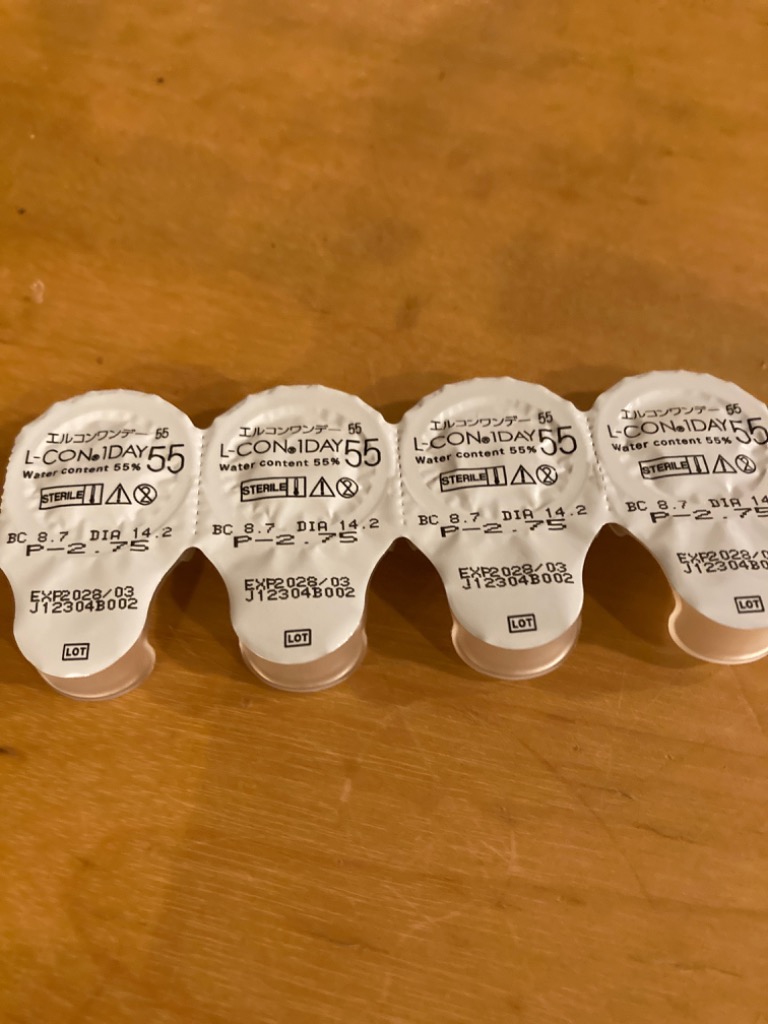 エルコンワンデー 55
L-CON®1DAY 55
Water content 55%
STERILE
BC 8.7 DIA 14.2
P-2.75
EXP2028/03
J12304B002
LOT
エルコンワンデー 55
L-CON®1DAY 55
Water content 55%
STERILE
BC 8.7 DIA 14.2
P-2.75
EXP2028/03
J12304B002
LOT
エルコンワンデー 55
L-CON®1DAY 55
Water content 55%
STERILE
BC 8.7 DIA 14.2
P-2.75
EXP2028/03
J12304B002
LOT
エルコンワンデー 55
L-CON®1DAY 55
Water content 55%
STERILE
BC 8.7 DIA 14
P-2.75
EXP2028/
J12304B0
LOT